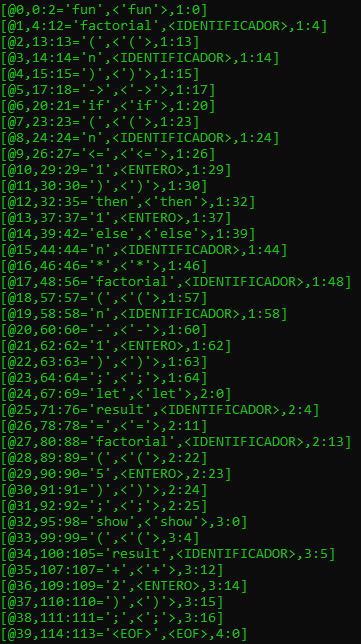 [@0,0:2='fun',<'fun'>,1:0]
[@1,4:12='factorial',<IDENTIFICADOR>,1:4]
[@2,13:13='(',<'('>,1:13]
[@3,14:14='n',<IDENTIFICADOR>,1:14]
[@4,15:15=')',<')'>,1:15]
[@5,17:18='->',<'->'>,1:17]
[@6,20:21='if',<'if'>,1:20]
[@7,23:23='(',<'('>,1:23]
[@8,24:24='n',<IDENTIFICADOR>,1:24]
[@9,26:27='<=',<'<='>,1:26]
[@10,29:29='1',<ENTERO>,1:29]
[@11,30:30=')',<')'>,1:30]
[@12,32:35='then',<'then'>,1:32]
[@13,37:37='1',<ENTERO>,1:37]
[@14,39:42='else',<'else'>,1:39]
[@15,44:44='n',<IDENTIFICADOR>,1:44]
[@16,46:46='*',<'*'>,1:46]
[@17,48:56='factorial',<IDENTIFICADOR>,1:48]
[@18,57:57='(',<'('>,1:57]
[@19,58:58='n',<IDENTIFICADOR>,1:58]
[@20,60:60='-',<'-'>,1:60]
[@21,62:62='1',<ENTERO>,1:62]
[@22,63:63=')',<')'>,1:63]
[@23,64:64=';',<';'>,1:64]
[@24,67:69='let',<'let'>,2:0]
[@25,71:76='result',<IDENTIFICADOR>,2:4]
[@26,78:78='=',<'='>,2:11]
[@27,80:88='factorial',<IDENTIFICADOR>,2:13]
[@28,89:89='(',<'('>,2:22]
[@29,90:90='5',<ENTERO>,2:23]
[@30,91:91=')',<')'>,2:24]
[@31,92:92=';',<';'>,2:25]
[@32,95:98='show',<'show'>,3:0]
[@33,99:99='(',<'('>,3:4]
[@34,100:105='result',<IDENTIFICADOR>,3:5]
[@35,107:107='+',<'+'>,3:12]
[@36,109:109='2',<ENTERO>,3:14]
[@37,110:110=')',<')'>,3:15]
[@38,111:111=';',<';'>,3:16]
[@39,114:113='<EOF>',<EOF>,4:0]